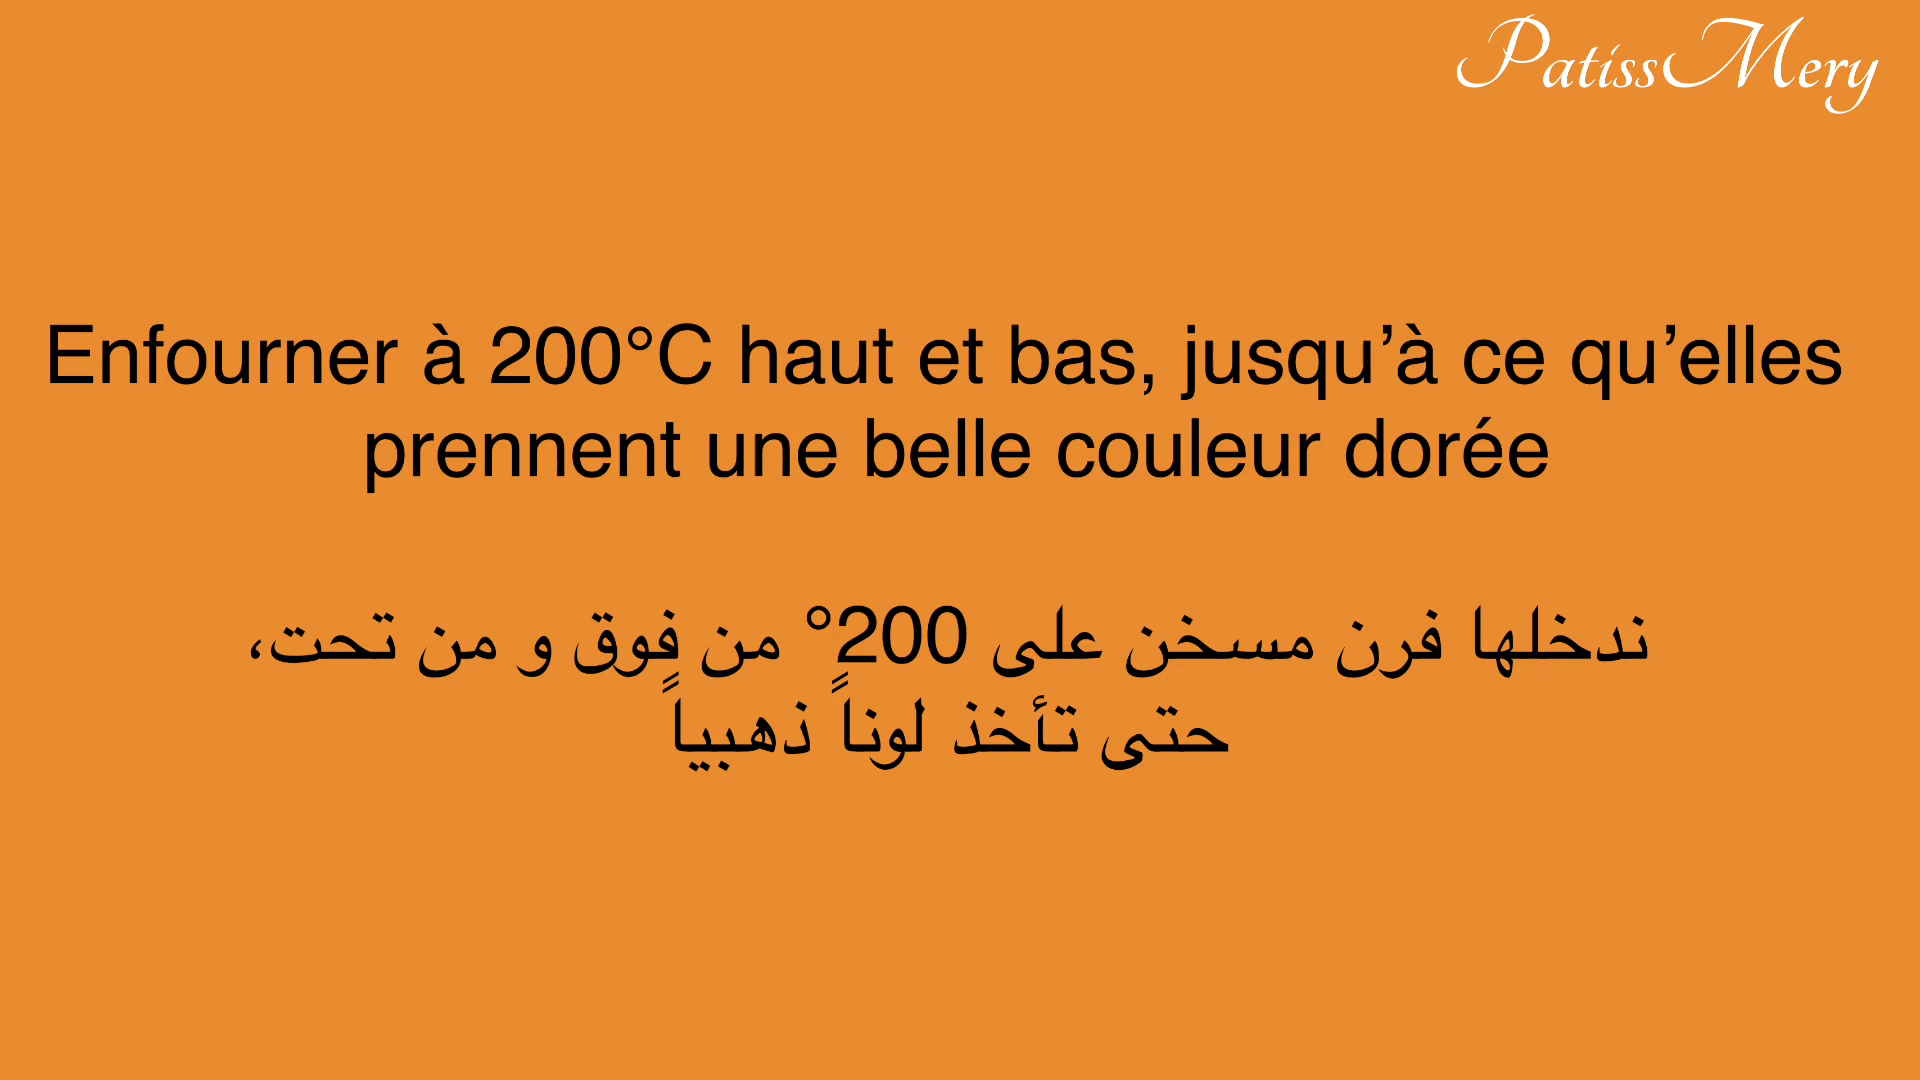 PatissMery
Enfourner à 200°C haut et bas, jusqu’à ce qu’elles
prennent une belle couleur dorée
ندخلها فرن مسخن على 200° من فوق و من تحت،
حتى تأخذ لوناً ذهبياً